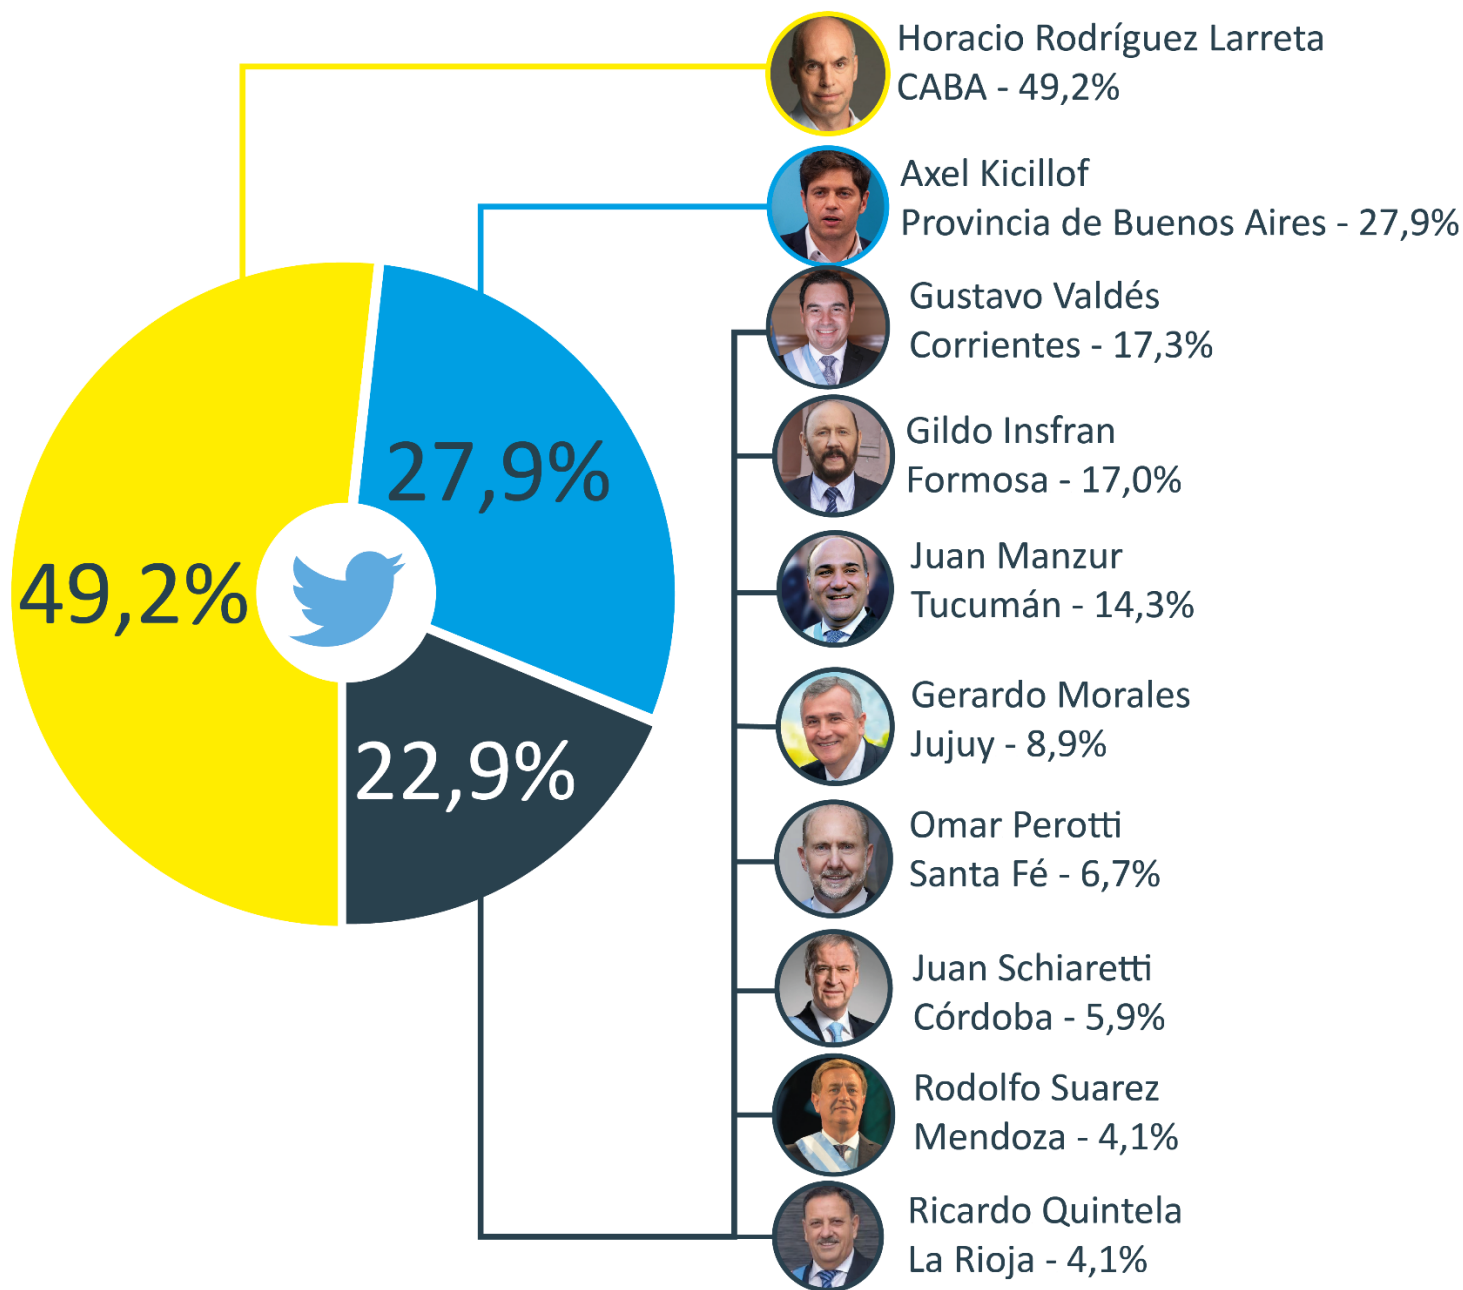 Horacio Rodríguez Larreta
CABA - 49,2%
Axel Kicillof
Provincia de Buenos Aires - 27,9%
Gustavo Valdés
Corrientes - 17,3%
Gildo Insfran
Formosa - 17,0%
Juan Manzur
Tucumán - 14,3%
Gerardo Morales
Jujuy - 8,9%
Omar Perotti
Santa Fé - 6,7%
Juan Schiaretti
Córdoba - 5,9%
Rodolfo Suarez
Mendoza - 4,1%
Ricardo Quintela
La Rioja - 4,1%
27,9%
49,2%
22,9%